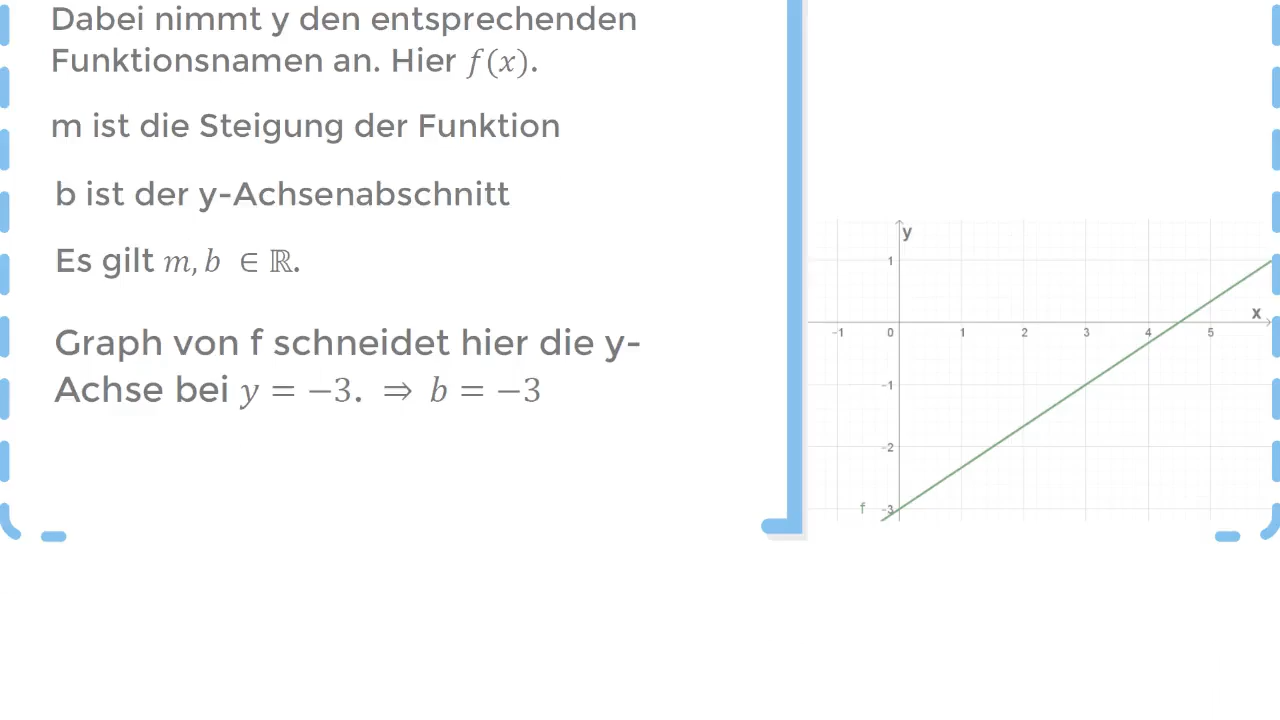 Dabei nimmt y den entsprechenden
Funktionsnamen an. Hier f(x).
m ist die Steigung der Funktion
b ist der y-Achsenabschnitt
Es gilt m, b ∈ ℝ.
Graph von f schneidet hier die y-
Achse bei y = −3. ⇒ b = −3
y
1
x
−1 0 1 2 3 4 5
−1
−2
f −3